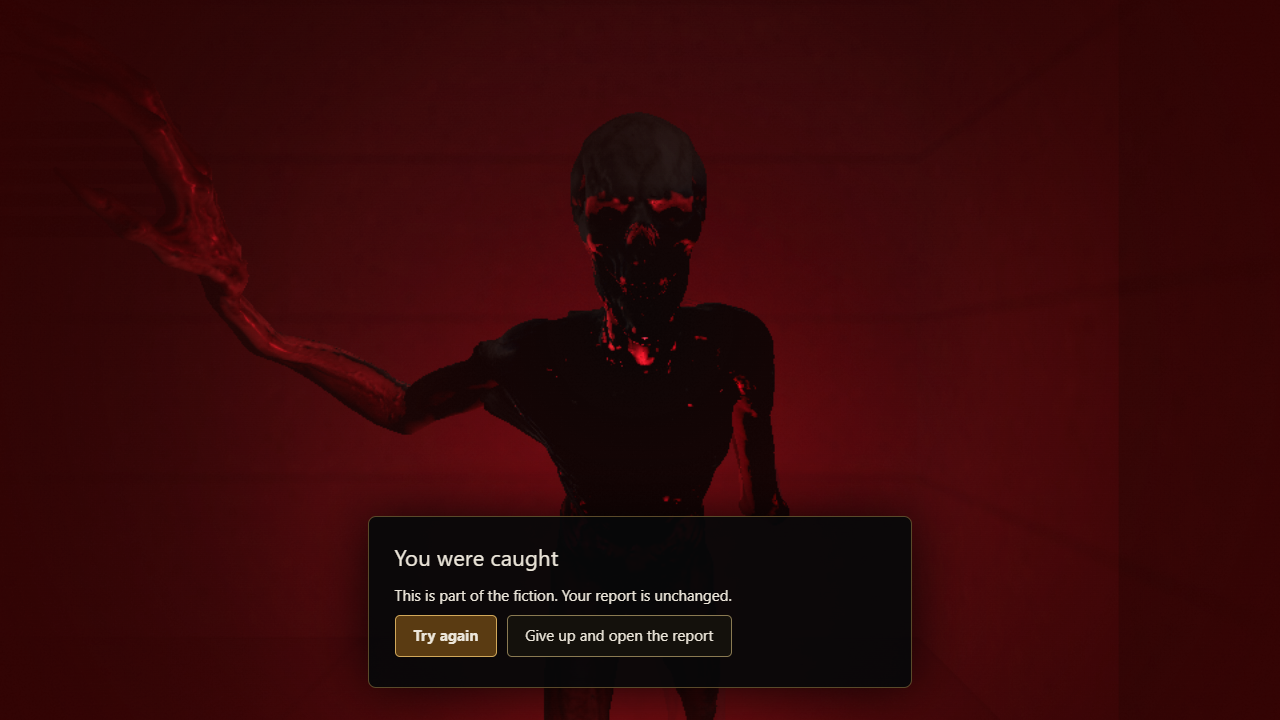 You were caught
This is part of the fiction. Your report is unchanged.
Try again
Give up and open the report